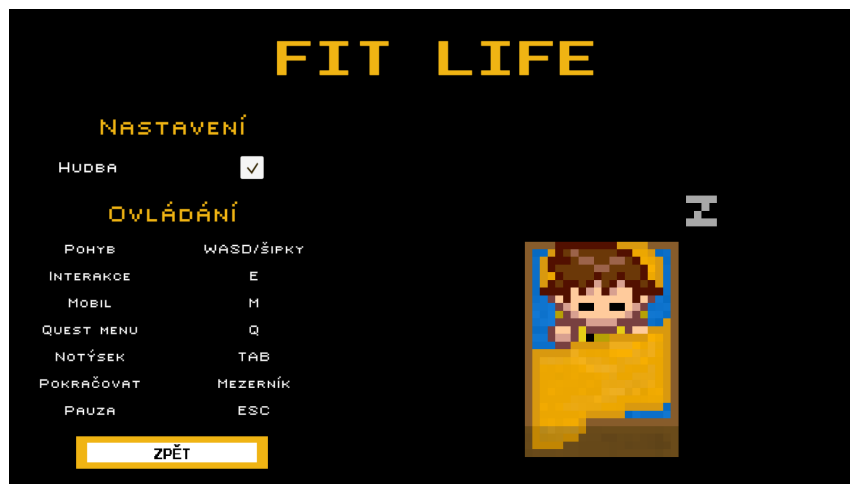 FIT LIFE
NASTAVENÍ
HUDBA
OVLÁDÁNÍ
POHYB WASD/ŠIPKY
INTERAKCE E
MOBIL M
QUEST MENU Q
NOTÝSEK TAB
POKRAČOVAT MEZERNÍK
PAUZA ESC
ZPĚT
Z